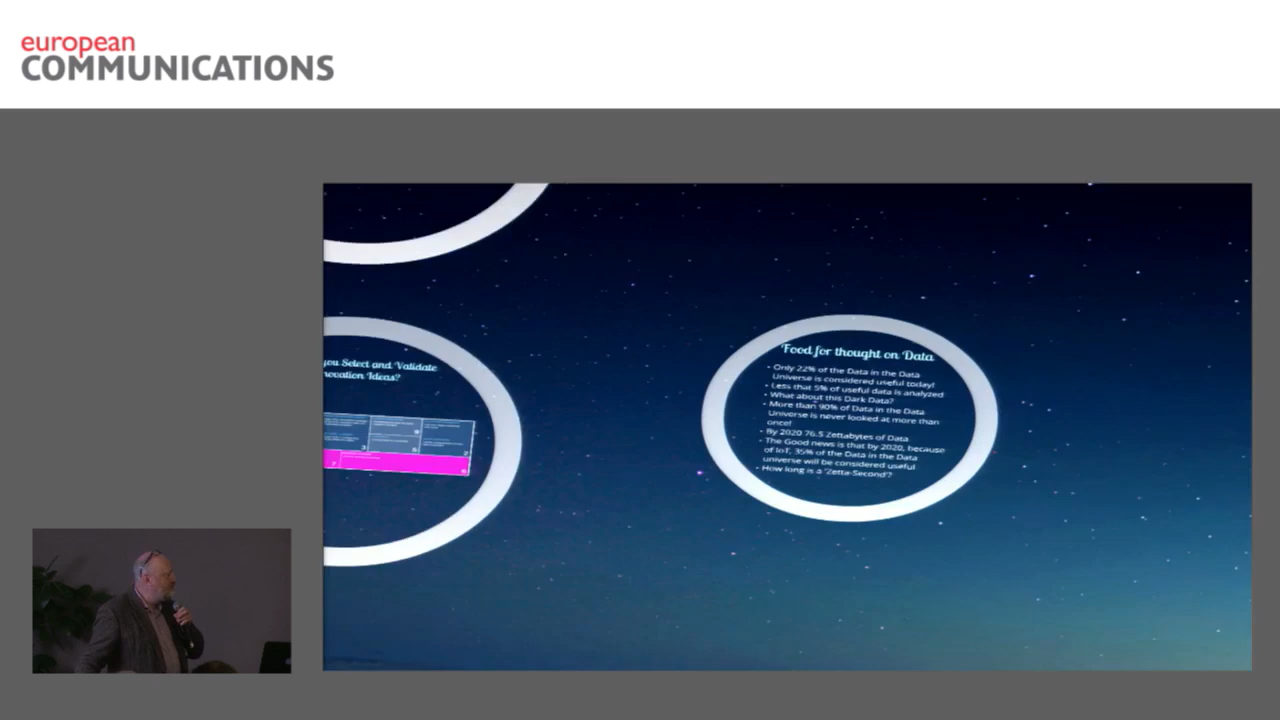 european
COMMUNICATIONS
you Select and Validate
novation Ideas?
Food for thought on Data
• Only 22% of the Data in the Data
Universe is considered useful today!
• Less that 5% of useful data is analyzed
• What about this Dark Data?
• More than 90% of Data in the Data
Universe is never looked at more than
once!
• By 2020 76.5 Zettabytes of Data
• The Good news is that by 2020, because
of IoT, 35% of the Data in the Data
universe will be considered useful
• How long is a 'Zetta-Second'?